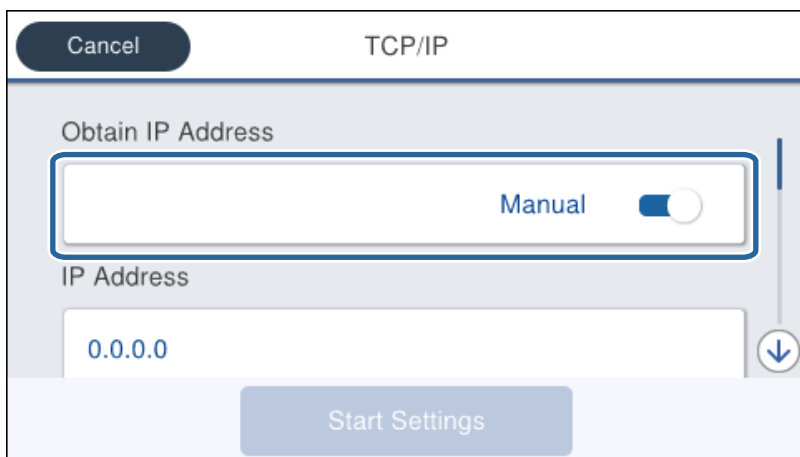 Cancel
TCP/IP
Obtain IP Address
Manual
IP Address
0.0.0.0
Start Settings